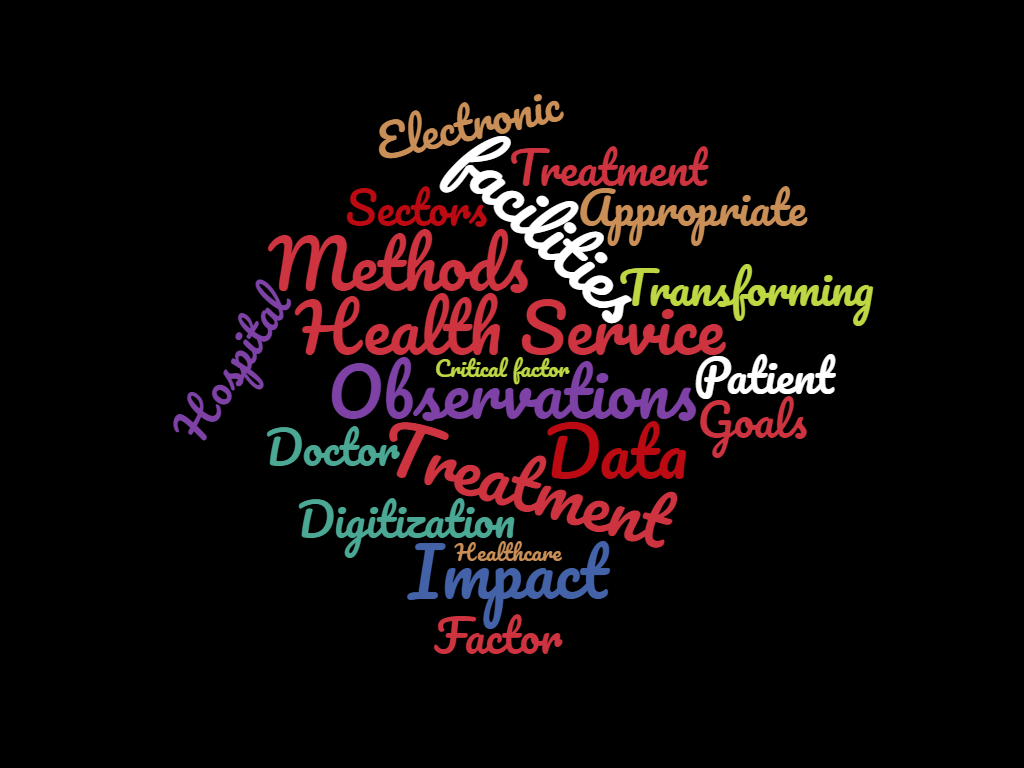 Electronic
facilities
Treatment
Sectors
Appropriate
Methods
Transforming
Hospital
Health Service
Critical factor
Observations
Patient
Goals
Doctor
Treatment
Data
Digitization
Healthcare
Impact
Factor